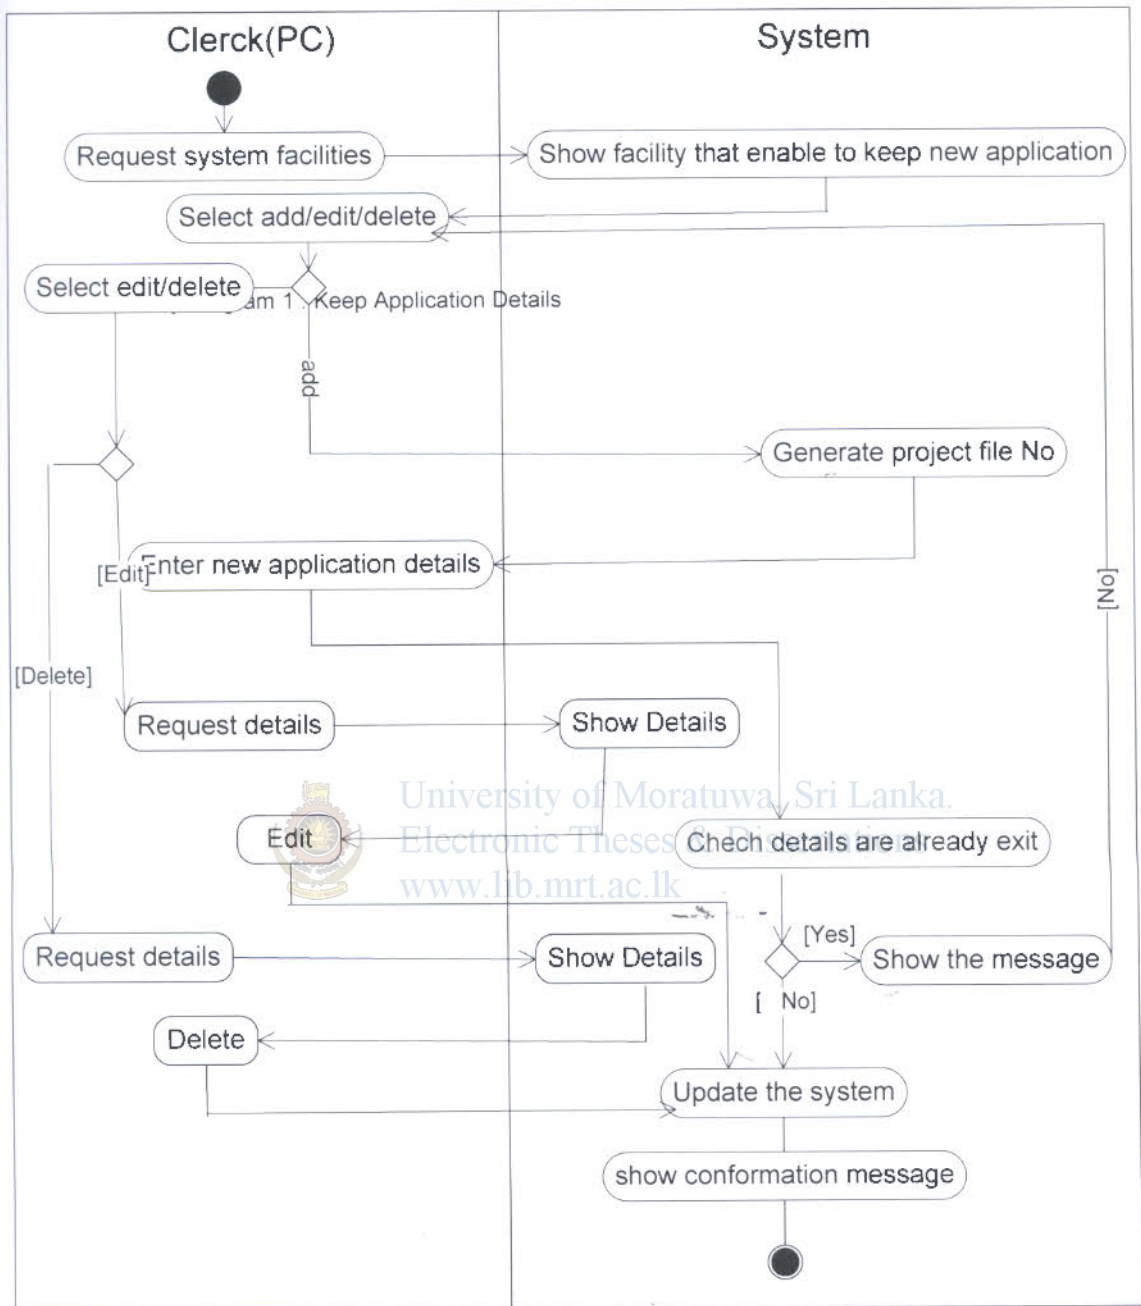 Clerck(PC)
System
Request system facilities
Show facility that enable to keep new application
Select add/edit/delete
Select edit/delete
am 1 . Keep Application Details
add
Generate project file No
Enter new application details
[Edit]
[No]
[Delete]
Request details
Show Details
University of Moratuwa, Sri Lanka.
Electronic Theses & Dissertations
www.lib.mrt.ac.lk
Edit
Chech details are already exit
Request details
Show Details
[Yes]
Show the message
[ No]
Delete
Update the system
show conformation message